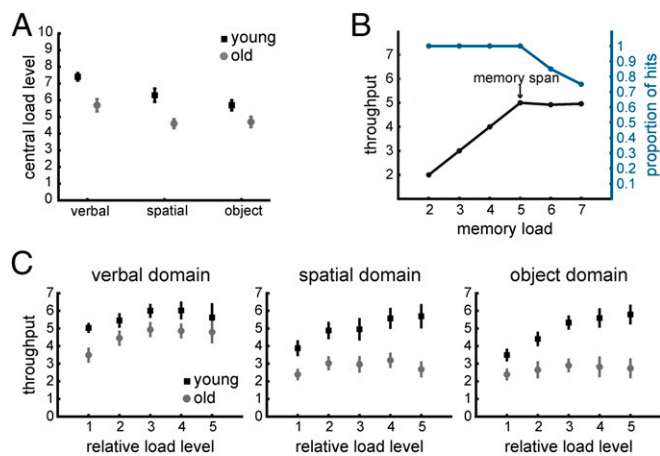 A
central load level
10
9
8
7
6
5
4
3
2
1
0
young
old
verbal spatial object
B
throughput
7
6
5
4
3
2
memory span
1
0.9
0.8
0.7
0.6
0.5
0.4
0.3
0.2
0.1
proportion of hits
2 3 4 5 6 7
memory load
C
verbal domain
throughput
7
6
5
4
3
2
1
0
young
old
1 2 3 4 5
relative load level
spatial domain
7
6
5
4
3
2
1
0
1 2 3 4 5
relative load level
object domain
7
6
5
4
3
2
1
0
1 2 3 4 5
relative load level